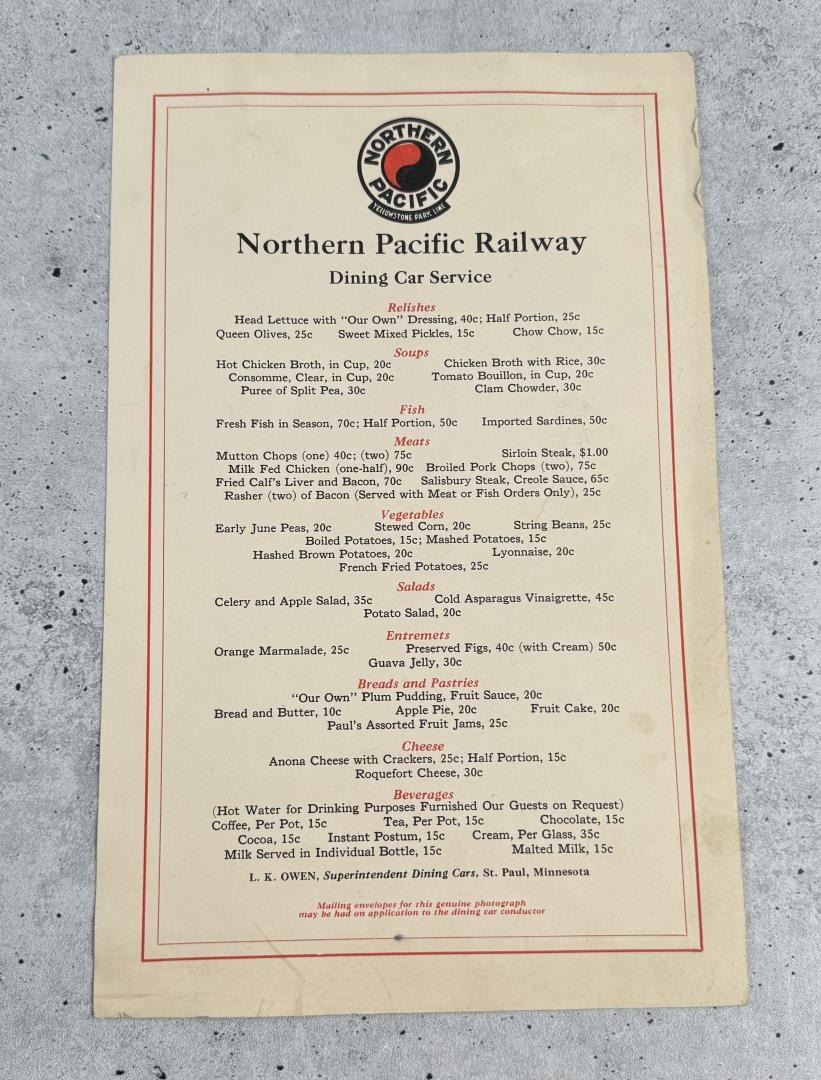 NORTHERN
PACIFIC
YELLOWSTONE PARK LINE
Northern Pacific Railway
Dining Car Service
Relishes
Head Lettuce with "Our Own" Dressing, 40c; Half Portion, 25c
Queen Olives, 25c Sweet Mixed Pickles, 15c Chow Chow, 15c
Soups
Hot Chicken Broth, in Cup, 20c Chicken Broth with Rice, 30c
Consomme, Clear, in Cup, 20c Tomato Bouillon, in Cup, 20c
Puree of Split Pea, 30c Clam Chowder, 30c
Fish
Fresh Fish in Season, 70c; Half Portion, 50c Imported Sardines, 50c
Meats
Mutton Chops (one) 40c; (two) 75c Sirloin Steak, $1.00
Milk Fed Chicken (one-half), 90c Broiled Pork Chops (two), 75c
Fried Calf's Liver and Bacon, 70c Salisbury Steak, Creole Sauce, 65c
Rasher (two) of Bacon (Served with Meat or Fish Orders Only), 25c
Vegetables
Early June Peas, 20c Stewed Corn, 20c String Beans, 25c
Boiled Potatoes, 15c; Mashed Potatoes, 15c
Hashed Brown Potatoes, 20c Lyonnaise, 20c
French Fried Potatoes, 25c
Salads
Celery and Apple Salad, 35c Cold Asparagus Vinaigrette, 45c
Potato Salad, 20c
Entremets
Orange Marmalade, 25c Preserved Figs, 40c (with Cream) 50c
Guava Jelly, 30c
Breads and Pastries
"Our Own" Plum Pudding, Fruit Sauce, 20c
Bread and Butter, 10c Apple Pie, 20c Fruit Cake, 20c
Paul's Assorted Fruit Jams, 25c
Cheese
Anona Cheese with Crackers, 25c; Half Portion, 15c
Roquefort Cheese, 30c
Beverages
(Hot Water for Drinking Purposes Furnished Our Guests on Request)
Coffee, Per Pot, 15c Tea, Per Pot, 15c Chocolate, 15c
Cocoa, 15c Instant Postum, 15c Cream, Per Glass, 35c
Milk Served in Individual Bottle, 15c Malted Milk, 15c
L. K. OWEN, Superintendent Dining Cars, St. Paul, Minnesota
Mailing envelopes for this genuine photograph
may be had on application to the dining car conductor